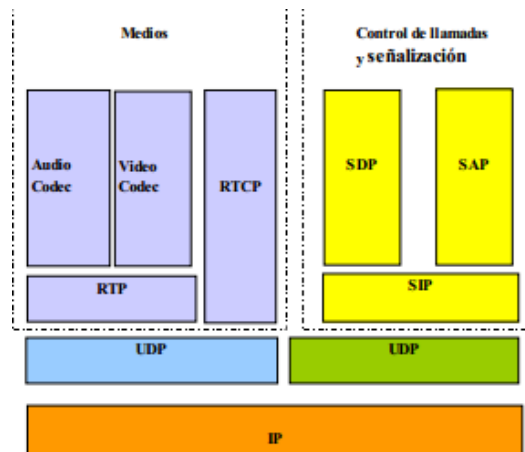 Medios
Control de llamadas
y señalización
Audio
Codec
Video
Codec
RTCP
SDP
SAP
RTP
SIP
UDP
UDP
IP